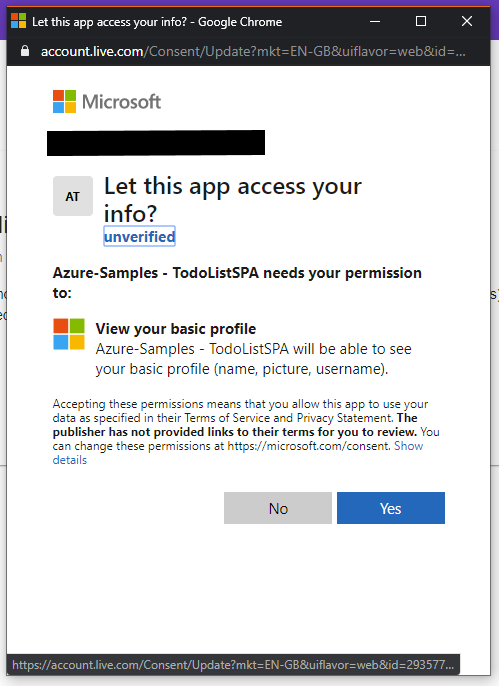 Let this app access your info? - Google Chrome
account.live.com/Consent/Update?mkt=EN-GB&uiflavor=web&id=...
Microsoft
AT
Let this app access your
info?
unverified
Azure-Samples - TodoListSPA needs your permission
to:
View your basic profile
Azure-Samples - TodoListSPA will be able to see
your basic profile (name, picture, username).
Accepting these permissions means that you allow this app to use your
data as specified in their Terms of Service and Privacy Statement. The
publisher has not provided links to their terms for you to review. You
can change these permissions at https://microsoft.com/consent. Show
details
No
Yes
https://account.live.com/Consent/Update?mkt=EN-GB&uiflavor=web&id=293577...